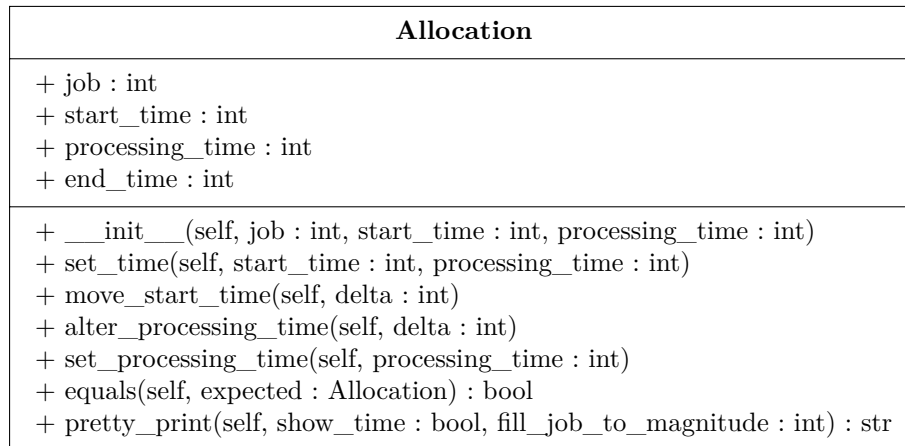 Allocation
+ job : int
+ start_time : int
+ processing_time : int
+ end_time : int
+ __init__(self, job : int, start_time : int, processing_time : int)
+ set_time(self, start_time : int, processing_time : int)
+ move_start_time(self, delta : int)
+ alter_processing_time(self, delta : int)
+ set_processing_time(self, processing_time : int)
+ equals(self, expected : Allocation) : bool
+ pretty_print(self, show_time : bool, fill_job_to_magnitude : int) : str